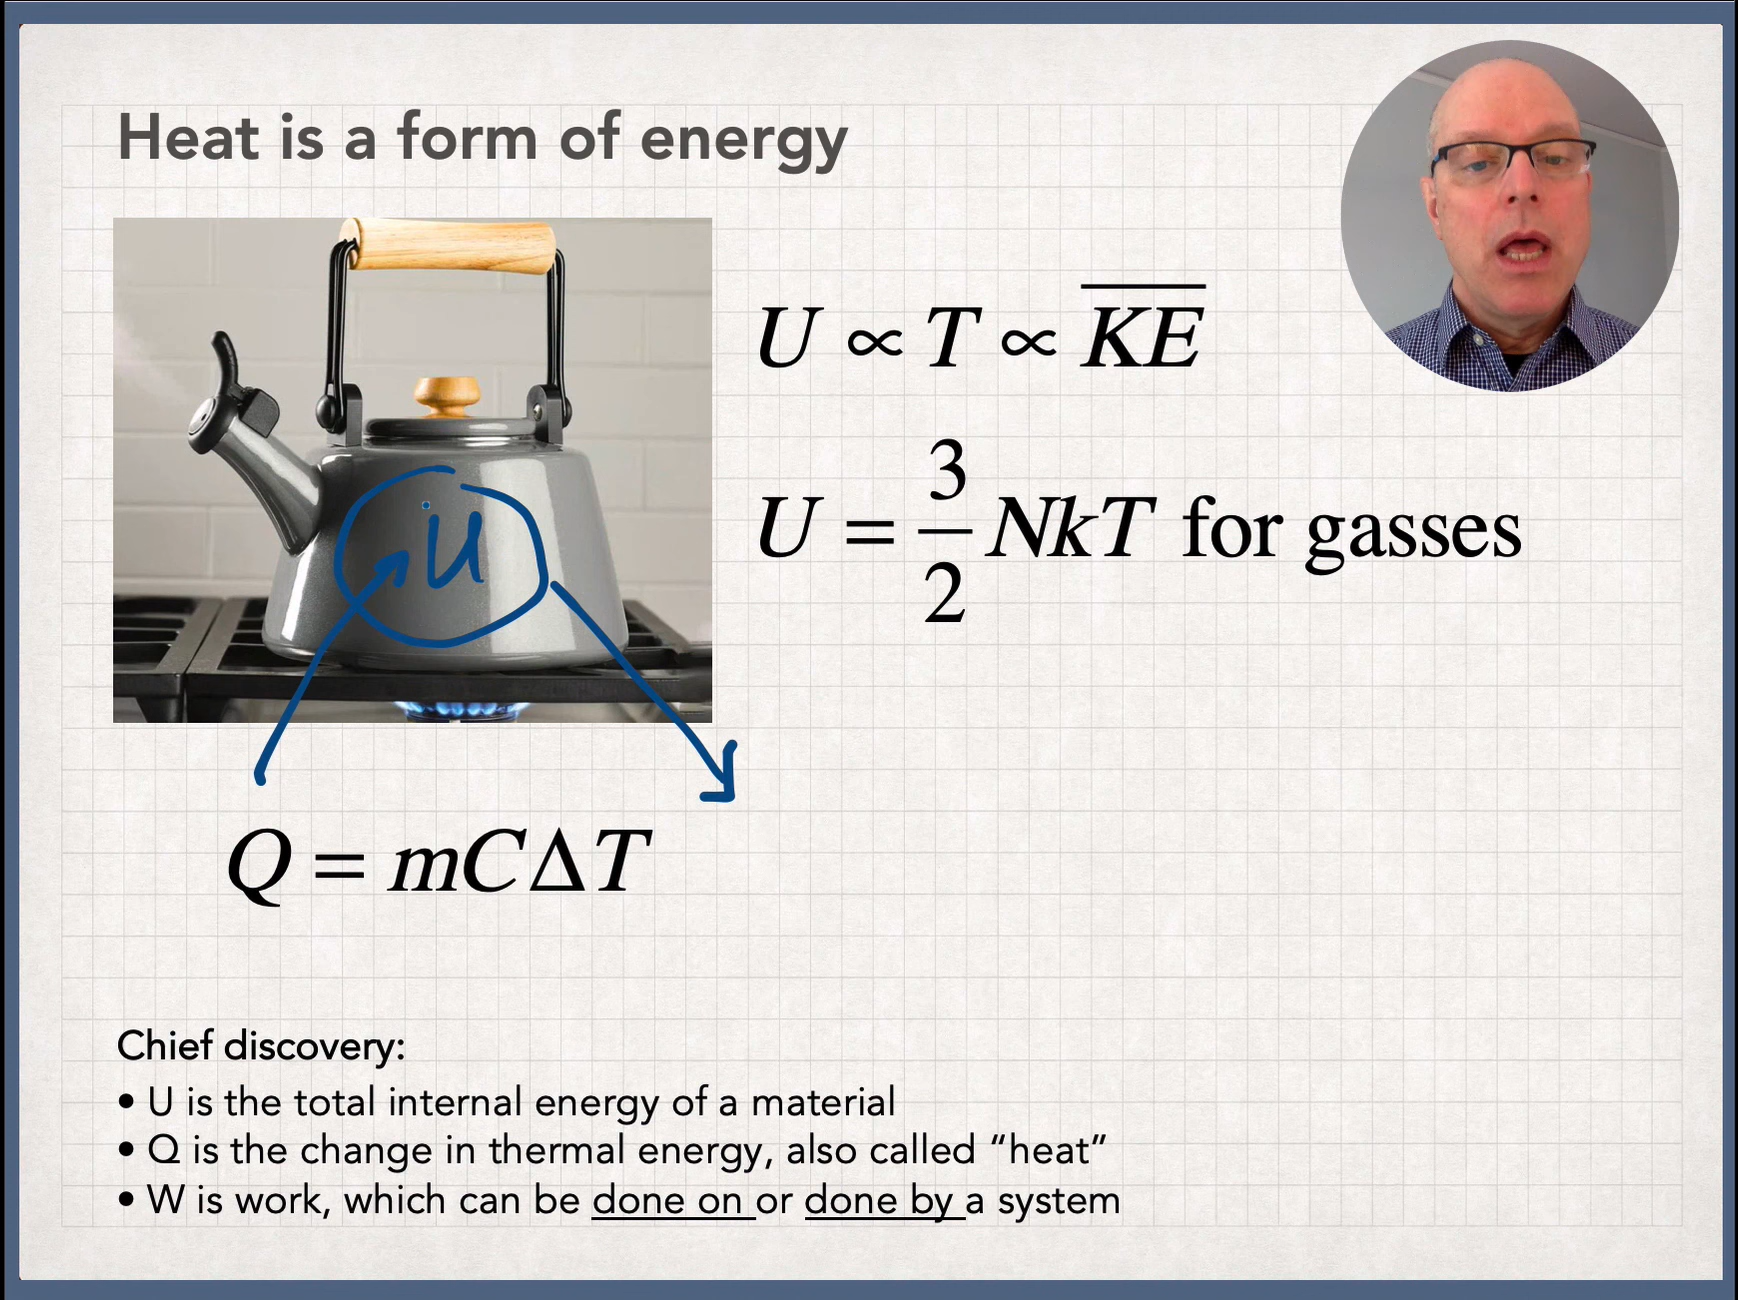 Heat is a form of energy
U ∝ T ∝ K̅E̅
U = 3/2 NkT for gasses
U
Q = mCΔT
Chief discovery:
• U is the total internal energy of a material
• Q is the change in thermal energy, also called “heat”
• W is work, which can be done on or done by a system